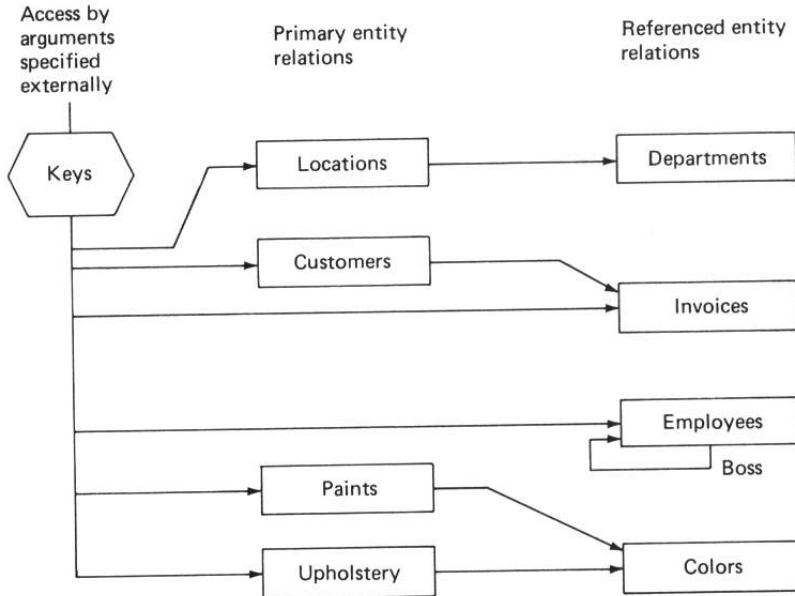 Access by
arguments
specified
externally
Primary entity
relations
Referenced entity
relations
Keys
Locations
Departments
Customers
Invoices
Employees
Boss
Paints
Upholstery
Colors